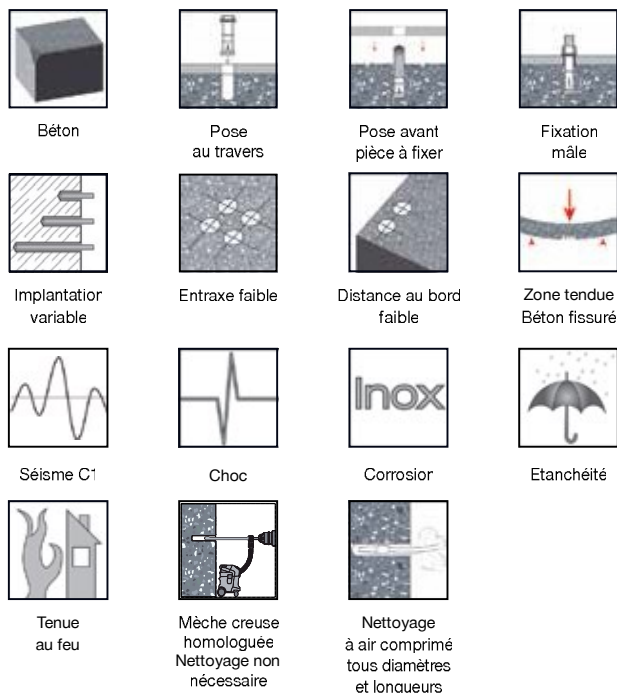 Béton
Pose
au travers
Pose avant
pièce à fixer
Fixation
mâle
Implantation
variable
Entraxe faible
Distance au bord
faible
Zone tendue
Béton fissuré
Inox
Séisme C1
Choc
Corrosion
Etanchéité
Tenue
au feu
Mèche creuse
homologuée
Nettoyage non
nécessaire
Nettoyage
à air comprimé
tous diamètres
et longueurs